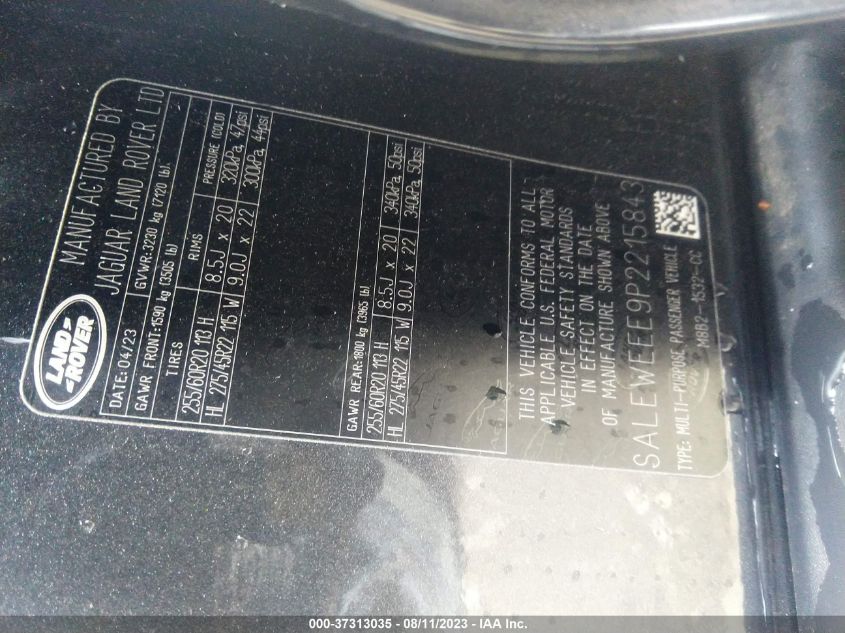 LAND ROVER
MANUFACTURED BY
JAGUAR LAND ROVER LTD
DATE: 04/23 GVWR:3230 kg (7120 lb).
GAWR FRONT:1590 kg (3505 lb)
TIRES RIMS PRESSURE (COLD)
255/60R20 113 H 8.5J x 20 320kPa, 47psi
HL 275/45R22 115 W 9.0J x 22 300kPa, 44psi
GAWR REAR:1800 kg (3965 lb).
255/60R20 113 H 8.5J x 20 340kPa, 50psi
HL 275/45R22 115 W 9.0J x 22 340kPa, 50psi
THIS VEHICLE CONFORMS TO ALL
APPLICABLE U.S. FEDERAL MOTOR
VEHICLE SAFETY STANDARDS
IN EFFECT ON THE DATE
OF MANUFACTURE SHOWN ABOVE
SALEWEEE9P2215843
TYPE: MULTI-PURPOSE PASSENGER VEHICLE
000-37313035 - 08/11/2023 - IAA Inc.